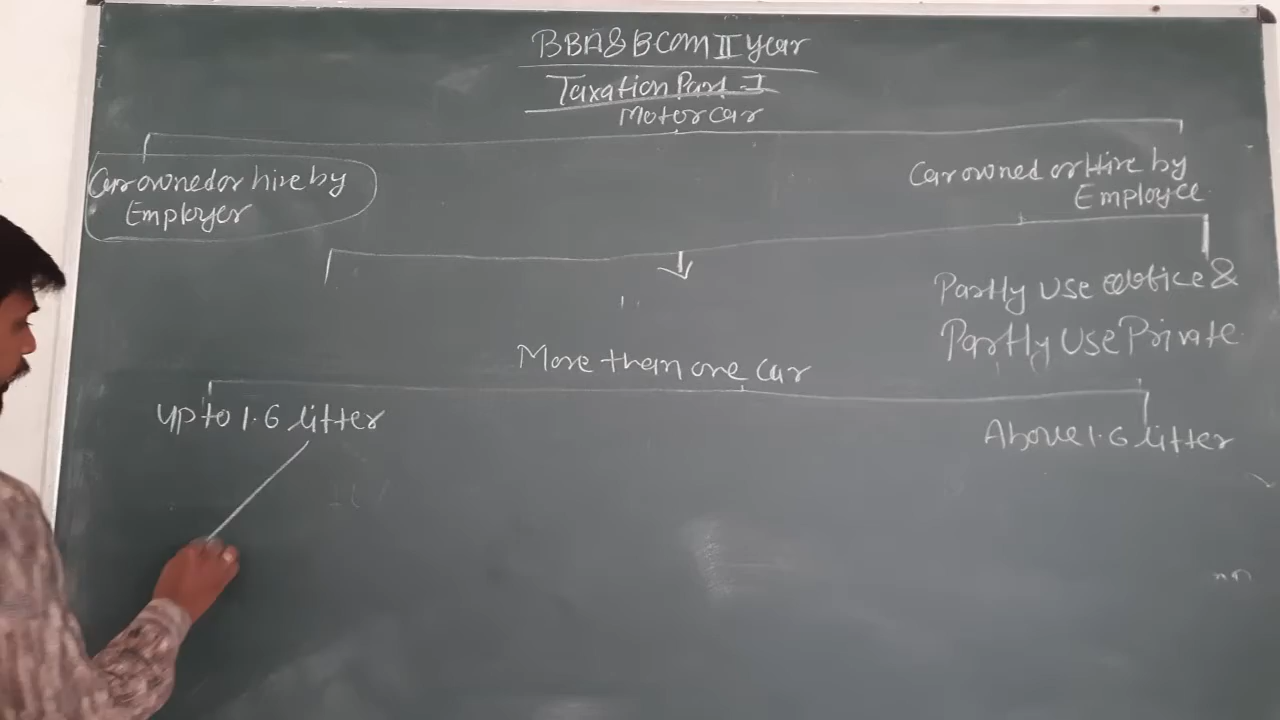 BBA & BCOM II year
Taxation Part-I
Motor car
Car owned or hire by
Employer
Car owned or Hire by
Employee
Partly use office &
Partly Use Private
More than one car
up to 1.6 litter
Above 1.6 litter